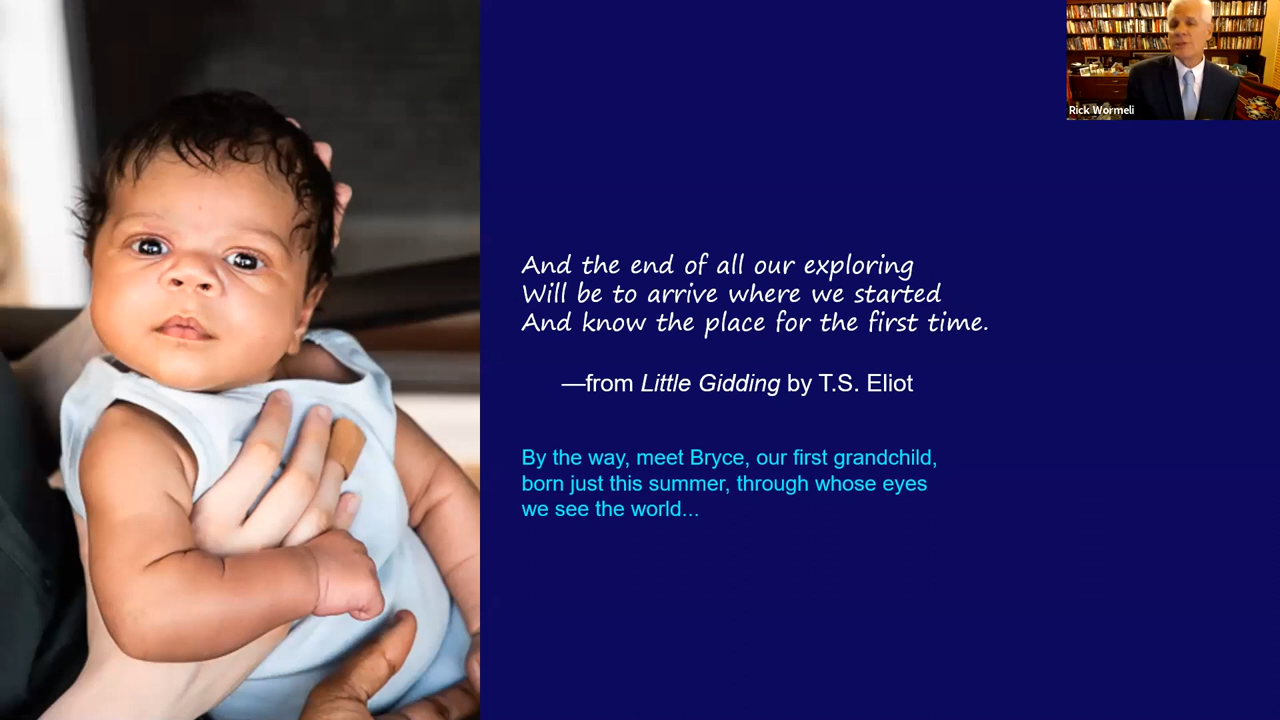 Rick Wormeli
And the end of all our exploring
Will be to arrive where we started
And know the place for the first time.
—from Little Gidding by T.S. Eliot
By the way, meet Bryce, our first grandchild,
born just this summer, through whose eyes
we see the world...